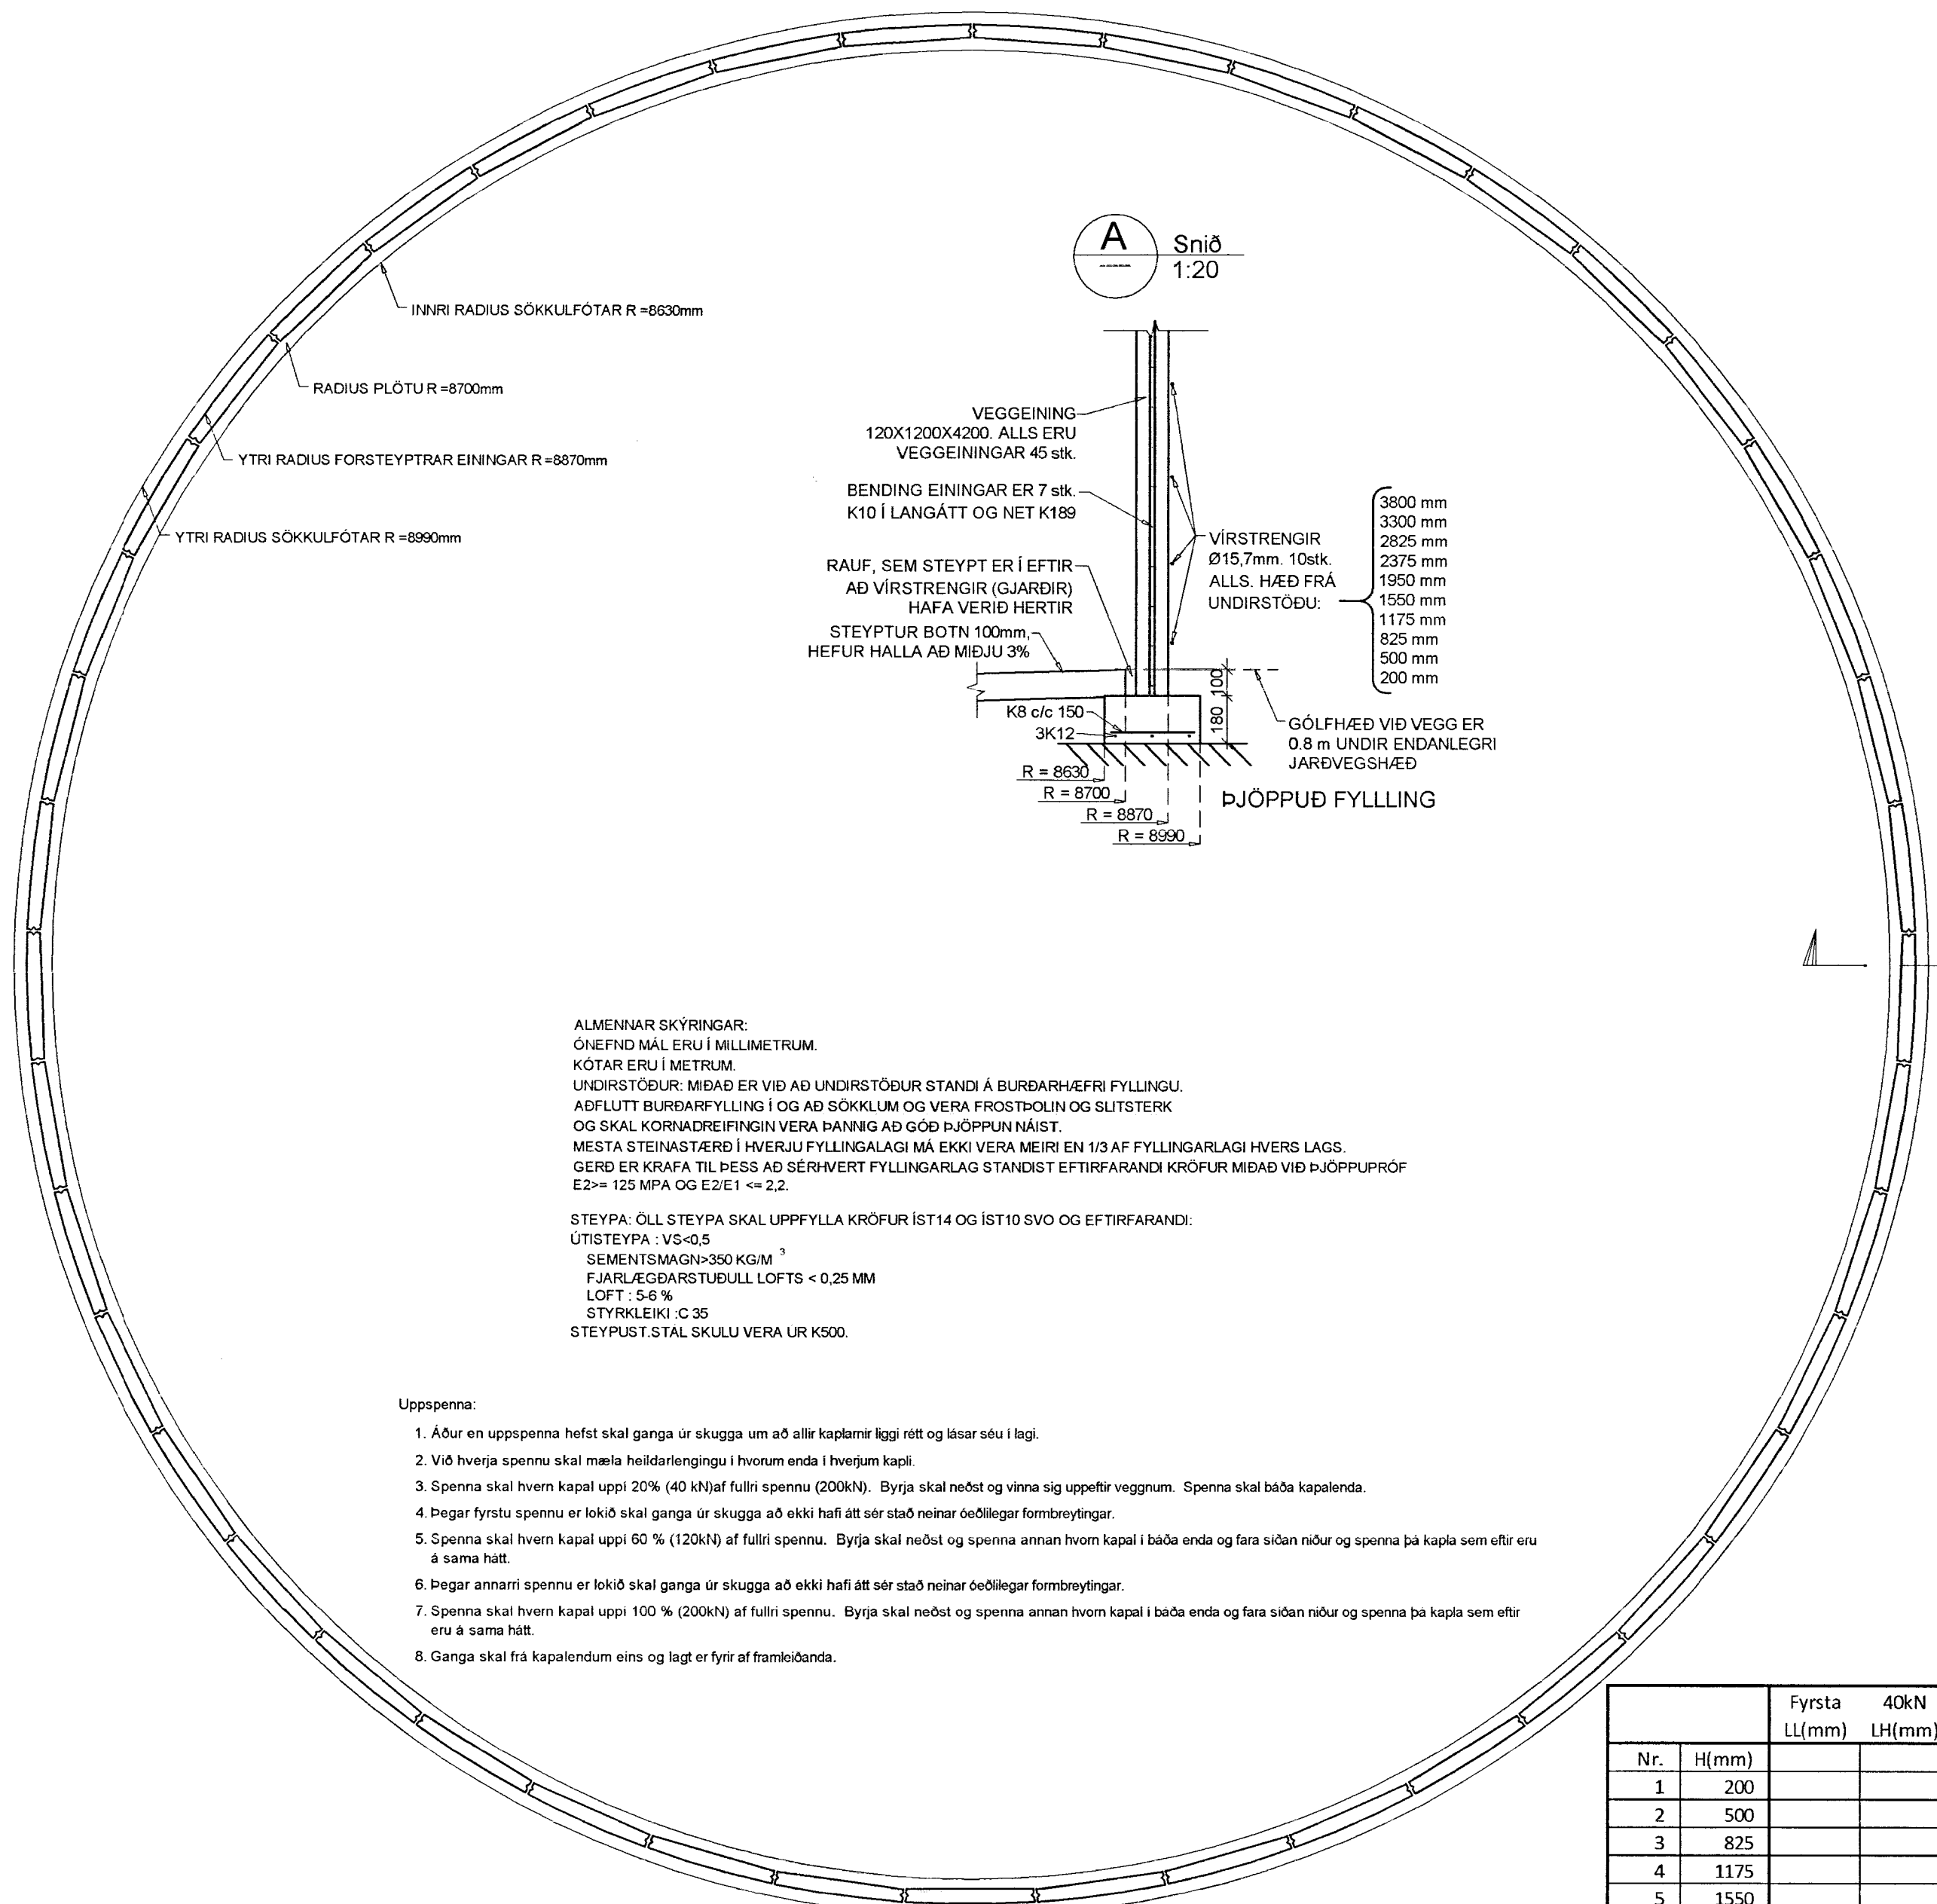 A
Snið
1:20
INNRI RADIUS SÖKKULFÓTAR R =8630mm
RADIUS PLÖTU R =8700mm
YTRI RADIUS FORSTEYPTRAR EININGAR R =8870mm
YTRI RADIUS SÖKKULFÓTAR R =8990mm
VEGGEINING
120X1200X4200. ALLS ERU
VEGGEININGAR 45 stk.
BENDING EININGAR ER 7 stk.
K10 Í LANGÁTT OG NET K189
RAUF, SEM STEYPT ER Í EFTIR
AÐ VÍRSTRENGIR (GJARÐIR)
HAFA VERIÐ HERTIR
STEYPTUR BOTN 100mm,
HEFUR HALLA AÐ MIÐJU 3%
VÍRSTRENGIR
Ø15,7mm. 10stk.
ALLS. HÆÐ FRÁ
UNDIRSTÖÐU:
3800 mm
3300 mm
2825 mm
2375 mm
1950 mm
1550 mm
1175 mm
825 mm
500 mm
200 mm
100
180
K8 c/c 150
3K12
GÓLFHÆÐ VIÐ VEGG ER
0.8 m UNDIR ENDANLEGRI
JARÐVEGSHÆÐ
R = 8630
R = 8700
R = 8870
R = 8990
ÞJÖPPUÐ FYLLLING
ALMENNAR SKÝRINGAR:
ÓNEFND MÁL ERU Í MILLIMETRUM.
KÓTAR ERU Í METRUM.
UNDIRSTÖÐUR: MIÐAÐ ER VIÐ AÐ UNDIRSTÖÐUR STANDI Á BURÐARHÆFRI FYLLINGU.
AÐFLUTT BURÐARFYLLING Í OG AÐ SÖKKLUM OG VERA FROSTÞOLIN OG SLITSTERK
OG SKAL KORNADREIFINGIN VERA ÞANNIG AÐ GÓÐ ÞJÖPPUN NÁIST.
MESTA STEINASTÆRÐ Í HVERJU FYLLINGALAGI MÁ EKKI VERA MEIRI EN 1/3 AF FYLLINGARLAGI HVERS LAGS.
GERÐ ER KRAFA TIL ÞESS AÐ SÉRHVERT FYLLINGARLAG STANDIST EFTIRFARANDI KRÖFUR MIÐAÐ VIÐ ÞJÖPPUPRÓF
E2>= 125 MPA OG E2/E1 <= 2,2.
STEYPA: ÖLL STEYPA SKAL UPPFYLLA KRÖFUR ÍST14 OG ÍST10 SVO OG EFTIRFARANDI:
ÚTISTEYPA : VS<0,5
SEMENTSMAGN>350 KG/M ³
FJARLÆGÐARSTUÐULL LOFTS < 0,25 MM
LOFT : 5-6 %
STYRKLEIKI :C 35
STEYPUST.STÁL SKULU VERA ÚR K500.
Uppspenna:
1. Áður en uppspenna hefst skal ganga úr skugga um að allir kaplarnir liggi rétt og lásar séu í lagi.
2. Við hverja spennu skal mæla heildarlengingu í hvorum enda í hverjum kapli.
3. Spenna skal hvern kapal uppí 20% (40 kN)af fullri spennu (200kN). Byrja skal neðst og vinna sig uppeftir veggnum. Spenna skal báða kapalenda.
4. Þegar fyrstu spennu er lokið skal ganga úr skugga að ekki hafi átt sér stað neinar óeðlilegar formbreytingar.
5. Spenna skal hvern kapal uppí 60 % (120kN) af fullri spennu. Byrja skal neðst og spenna annan hvorn kapal í báða enda og fara síðan niður og spenna þá kapla sem eftir eru
á sama hátt.
6. Þegar annarri spennu er lokið skal ganga úr skugga að ekki hafi átt sér stað neinar óeðlilegar formbreytingar.
7. Spenna skal hvern kapal uppí 100 % (200kN) af fullri spennu. Byrja skal neðst og spenna annan hvorn kapal í báða enda og fara síðan niður og spenna þá kapla sem eftir
eru á sama hátt.
8. Ganga skal frá kapalendum eins og lagt er fyrir af framleiðanda.
Fyrsta 40kN
LL(mm) LH(mm)
Nr. H(mm)
1 200
2 500
3 825
4 1175
5 1550